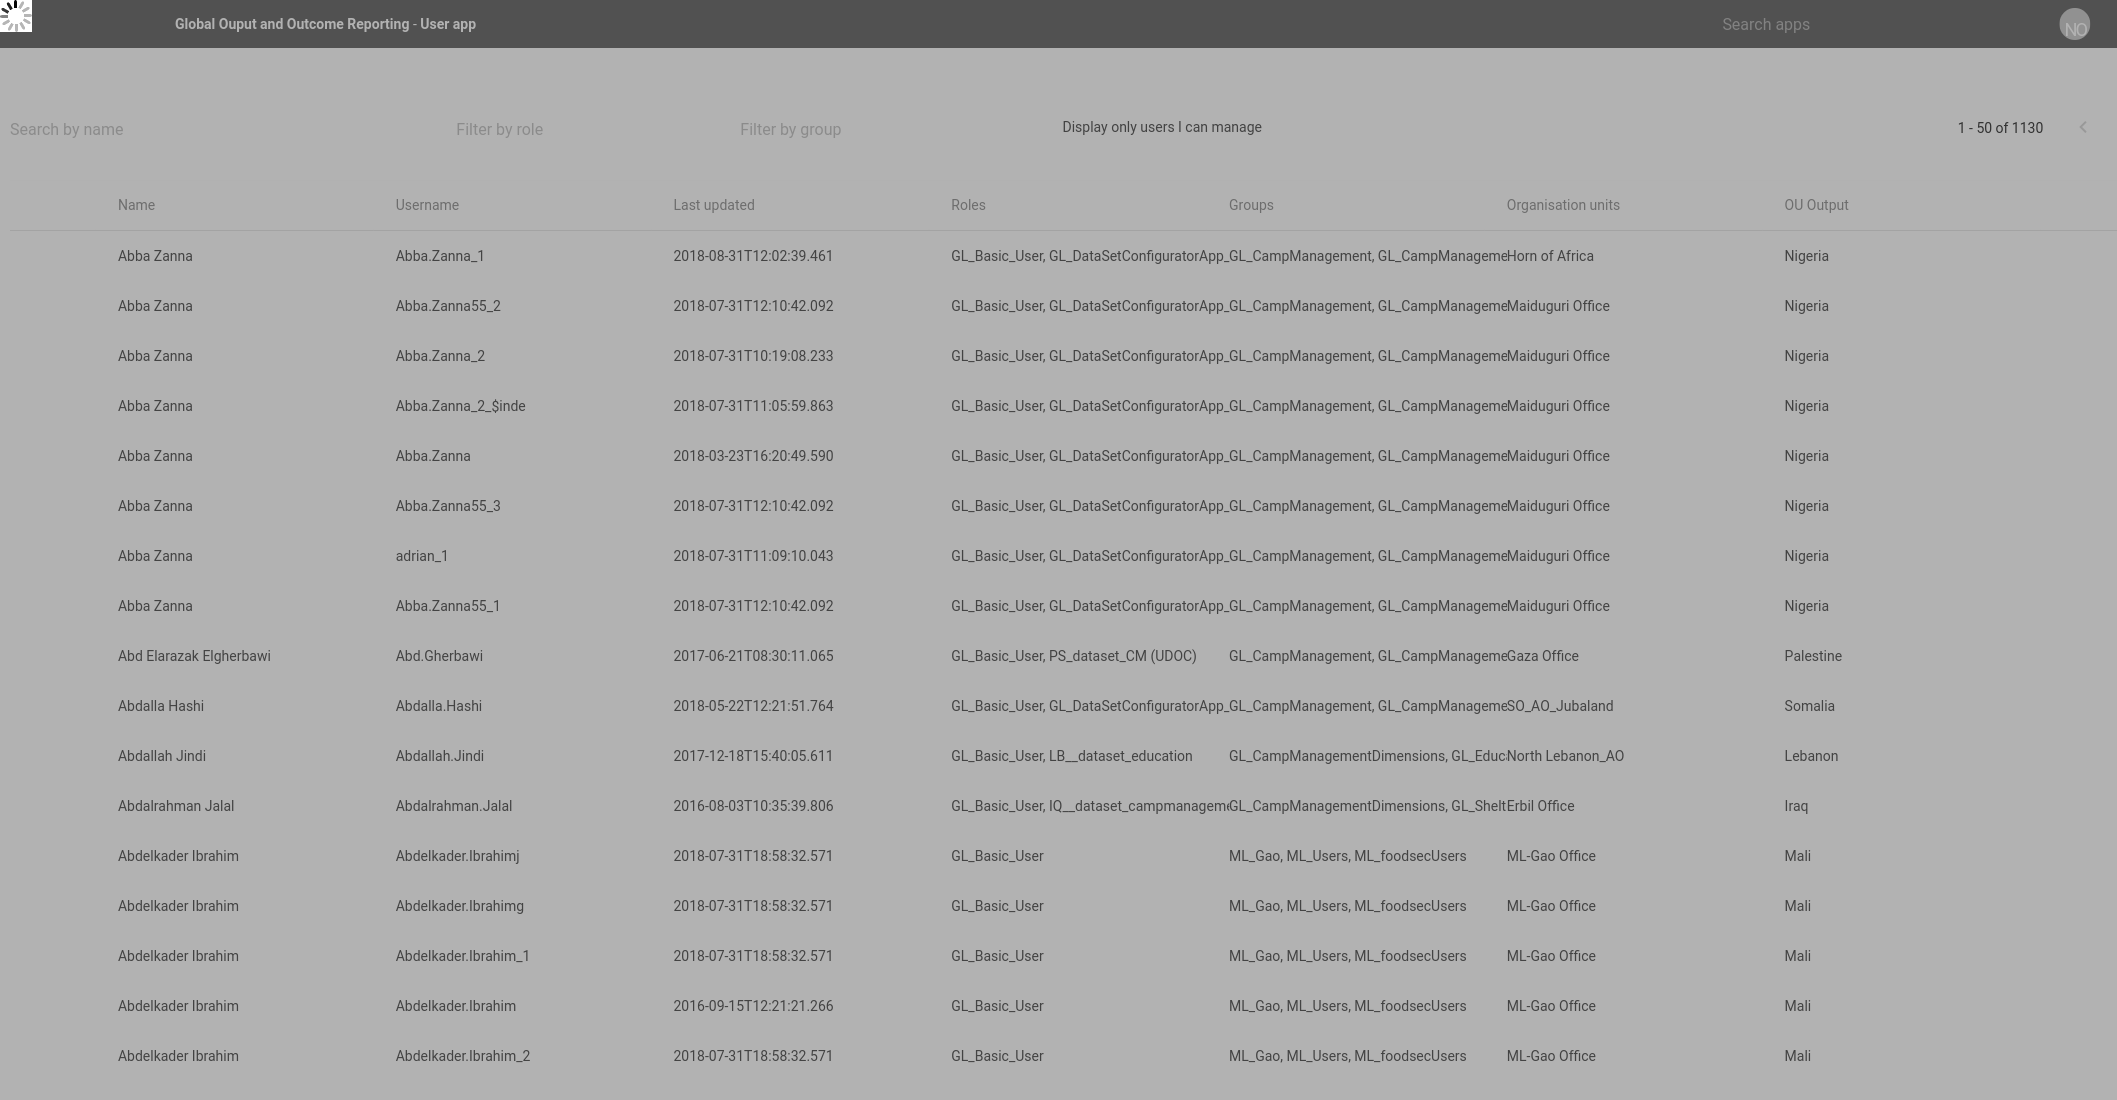 Global Ouput and Outcome Reporting - User app Search apps NO
Search by name Filter by role Filter by group Display only users I can manage 1 - 50 of 1130
Name Username Last updated Roles Groups Organisation units OU Output
Abba Zanna Abba.Zanna_1 2018-08-31T12:02:39.461 GL_Basic_User, GL_DataSetConfiguratorApp_ GL_CampManagement, GL_CampManageme Horn of Africa Nigeria
Abba Zanna Abba.Zanna55_2 2018-07-31T12:10:42.092 GL_Basic_User, GL_DataSetConfiguratorApp_ GL_CampManagement, GL_CampManageme Maiduguri Office Nigeria
Abba Zanna Abba.Zanna_2 2018-07-31T10:19:08.233 GL_Basic_User, GL_DataSetConfiguratorApp_ GL_CampManagement, GL_CampManageme Maiduguri Office Nigeria
Abba Zanna Abba.Zanna_2_$inde 2018-07-31T11:05:59.863 GL_Basic_User, GL_DataSetConfiguratorApp_ GL_CampManagement, GL_CampManageme Maiduguri Office Nigeria
Abba Zanna Abba.Zanna 2018-03-23T16:20:49.590 GL_Basic_User, GL_DataSetConfiguratorApp_ GL_CampManagement, GL_CampManageme Maiduguri Office Nigeria
Abba Zanna Abba.Zanna55_3 2018-07-31T12:10:42.092 GL_Basic_User, GL_DataSetConfiguratorApp_ GL_CampManagement, GL_CampManageme Maiduguri Office Nigeria
Abba Zanna adrian_1 2018-07-31T11:09:10.043 GL_Basic_User, GL_DataSetConfiguratorApp_ GL_CampManagement, GL_CampManageme Maiduguri Office Nigeria
Abba Zanna Abba.Zanna55_1 2018-07-31T12:10:42.092 GL_Basic_User, GL_DataSetConfiguratorApp_ GL_CampManagement, GL_CampManageme Maiduguri Office Nigeria
Abd Elarazak Elgherbawi Abd.Gherbawi 2017-06-21T08:30:11.065 GL_Basic_User, PS_dataset_CM (UDOC) GL_CampManagement, GL_CampManageme Gaza Office Palestine
Abdalla Hashi Abdalla.Hashi 2018-05-22T12:21:51.764 GL_Basic_User, GL_DataSetConfiguratorApp_ GL_CampManagement, GL_CampManageme SO_AO_Jubaland Somalia
Abdallah Jindi Abdallah.Jindi 2017-12-18T15:40:05.611 GL_Basic_User, LB__dataset_education GL_CampManagementDimensions, GL_Educ North Lebanon_AO Lebanon
Abdalrahman Jalal Abdalrahman.Jalal 2016-08-03T10:35:39.806 GL_Basic_User, IQ__dataset_campmanageme GL_CampManagementDimensions, GL_Shelt Erbil Office Iraq
Abdelkader Ibrahim Abdelkader.Ibrahimj 2018-07-31T18:58:32.571 GL_Basic_User ML_Gao, ML_Users, ML_foodsecUsers ML-Gao Office Mali
Abdelkader Ibrahim Abdelkader.Ibrahimg 2018-07-31T18:58:32.571 GL_Basic_User ML_Gao, ML_Users, ML_foodsecUsers ML-Gao Office Mali
Abdelkader Ibrahim Abdelkader.Ibrahim_1 2018-07-31T18:58:32.571 GL_Basic_User ML_Gao, ML_Users, ML_foodsecUsers ML-Gao Office Mali
Abdelkader Ibrahim Abdelkader.Ibrahim 2016-09-15T12:21:21.266 GL_Basic_User ML_Gao, ML_Users, ML_foodsecUsers ML-Gao Office Mali
Abdelkader Ibrahim Abdelkader.Ibrahim_2 2018-07-31T18:58:32.571 GL_Basic_User ML_Gao, ML_Users, ML_foodsecUsers ML-Gao Office Mali